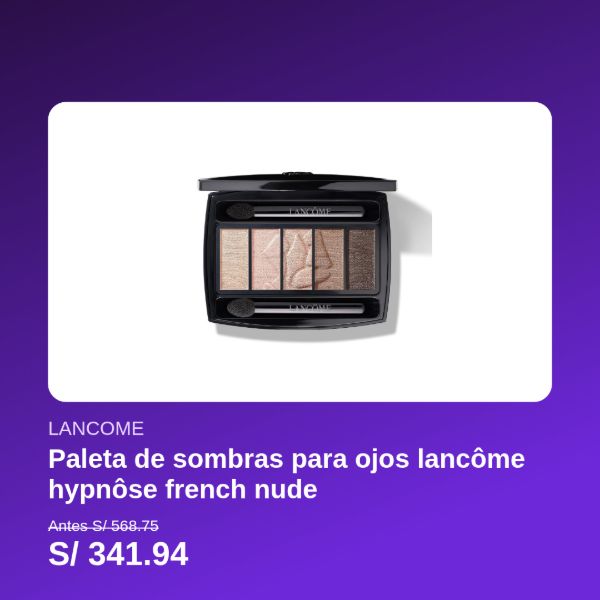 LANCÔME
LANCÔME
LANCOME
Paleta de sombras para ojos lancôme
hypnôse french nude
Antes S/ 568.75
S/ 341.94